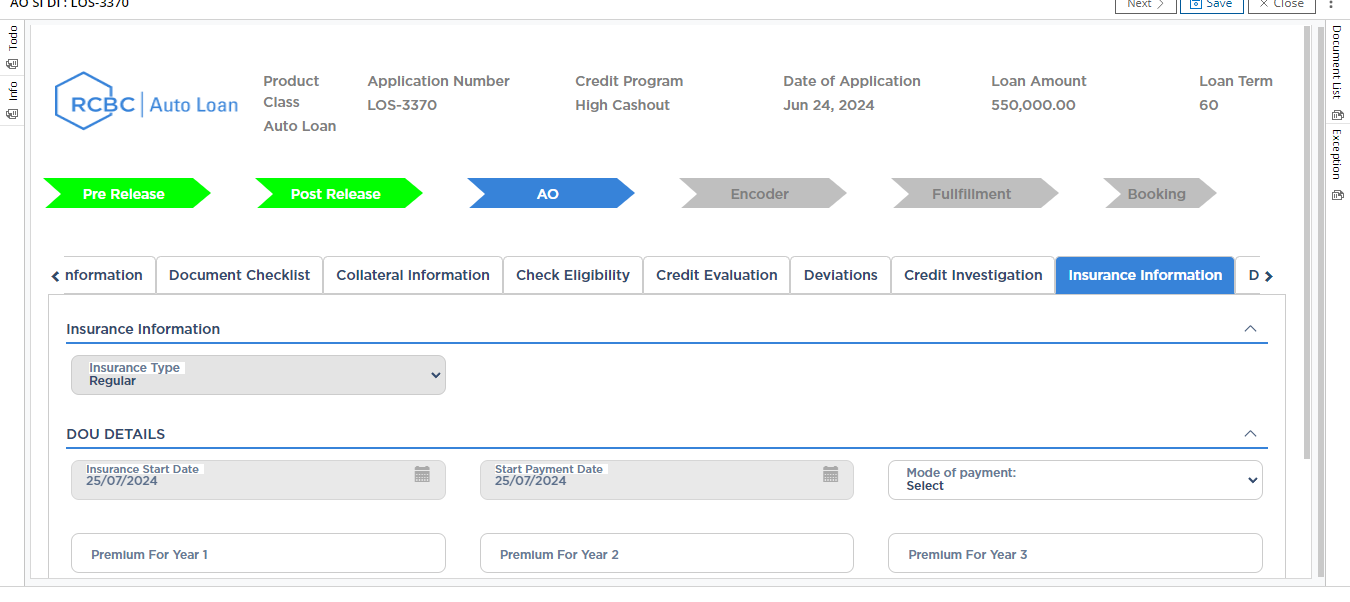 AO SI DI : LOS-3370
Next
Save
Close
Todo
Info
Document List
Exception
RCBC | Auto Loan
Product Class
Auto Loan
Application Number
LOS-3370
Credit Program
High Cashout
Date of Application
Jun 24, 2024
Loan Amount
550,000.00
Loan Term
60
Pre Release
Post Release
AO
Encoder
Fullfillment
Booking
nformation
Document Checklist
Collateral Information
Check Eligibility
Credit Evaluation
Deviations
Credit Investigation
Insurance Information
D
Insurance Information
Insurance Type
Regular
DOU DETAILS
Insurance Start Date
25/07/2024
Start Payment Date
25/07/2024
Mode of payment:
Select
Premium For Year 1
Premium For Year 2
Premium For Year 3